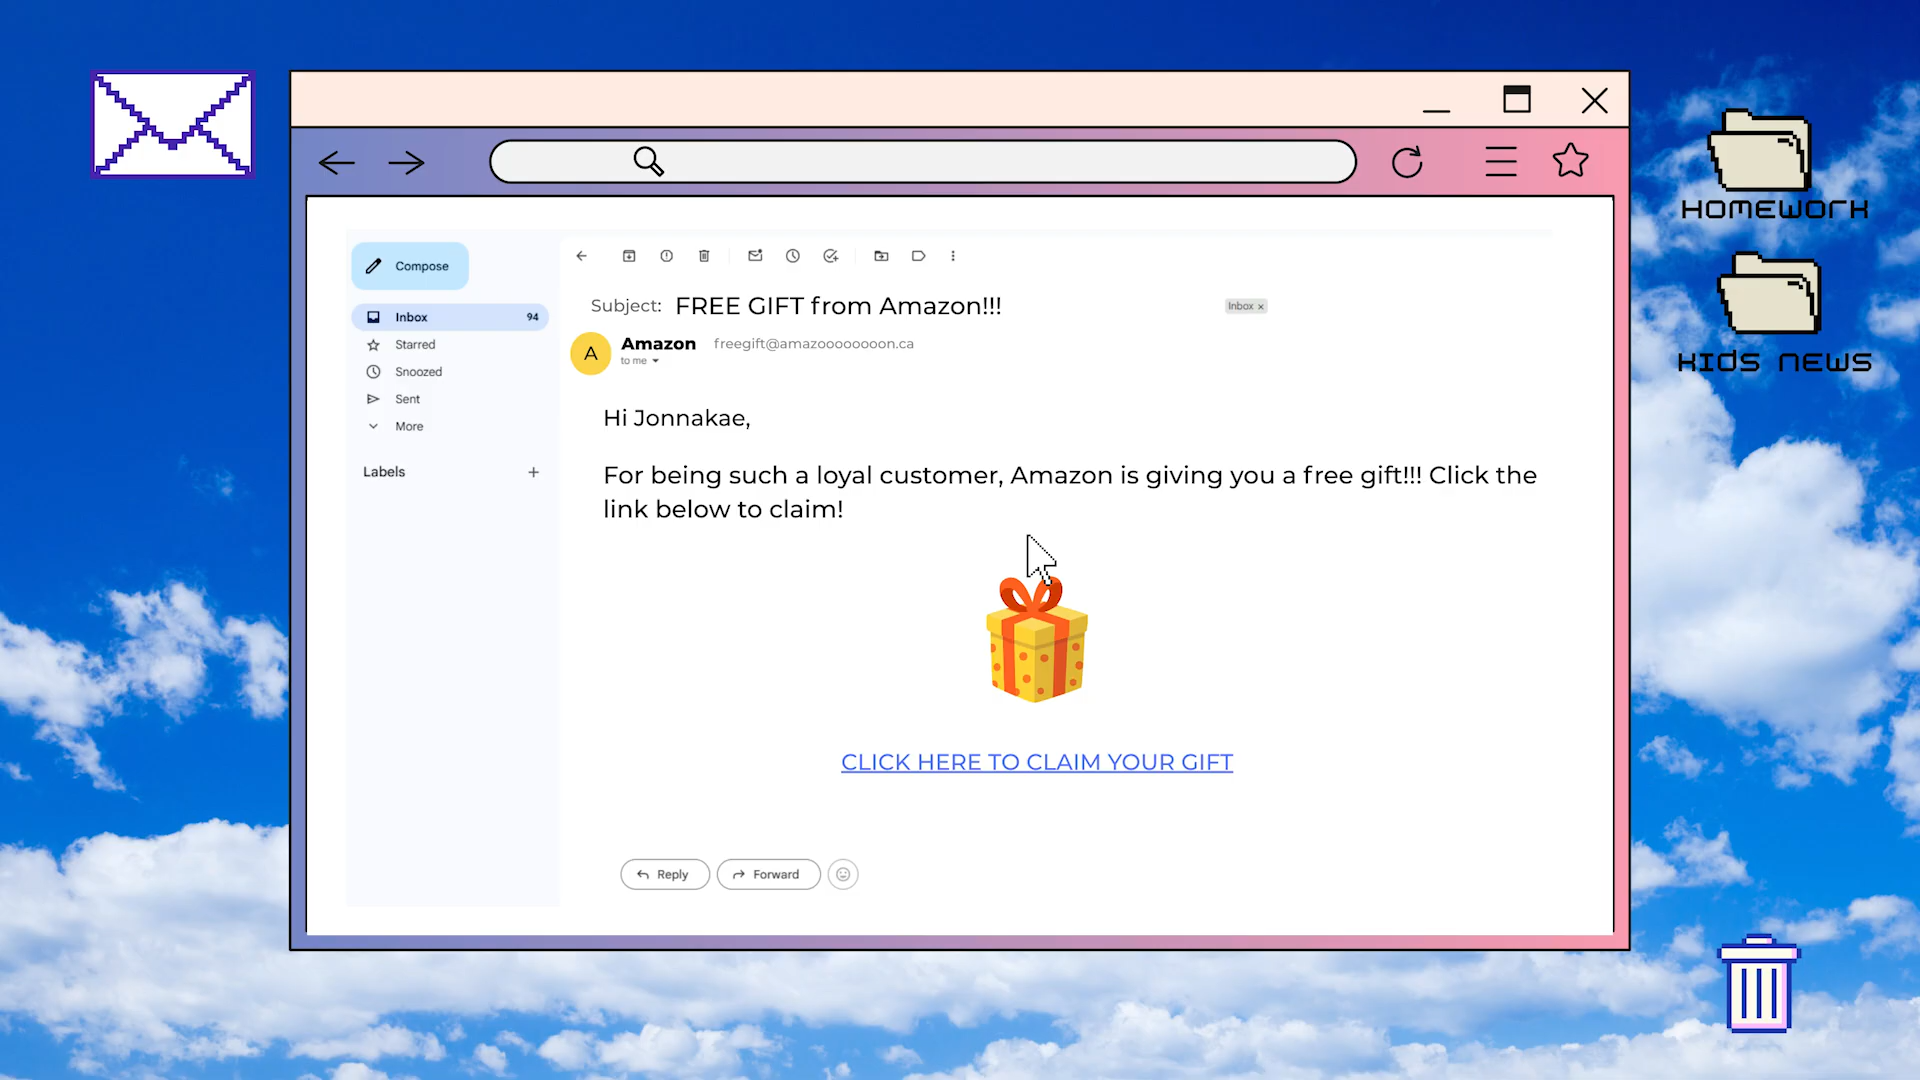 HOMEWORK
KIDS NEWS
Compose
Inbox 94
Starred
Snoozed
Sent
More
Labels
Subject: FREE GIFT from Amazon!!!
Inbox x
A
Amazon freegift@amazooooooooon.ca
to me
Hi Jonnakae,
For being such a loyal customer, Amazon is giving you a free gift!!! Click the
link below to claim!
CLICK HERE TO CLAIM YOUR GIFT
Reply
Forward